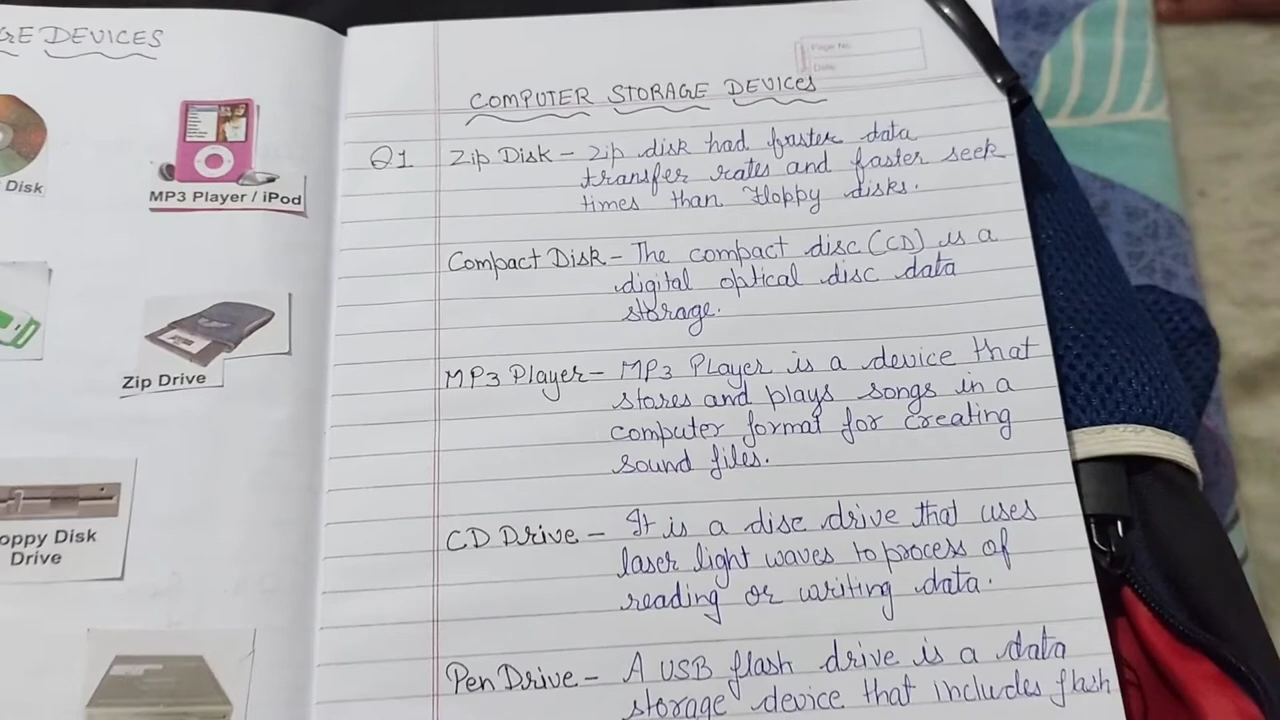 GE DEVICES
Disk
MP3 Player / iPod
Zip Drive
oppy Disk
Drive
Page No.
Date
COMPUTER STORAGE DEVICES
Q1 Zip Disk - Zip disk had faster data
transfer rates and faster seek
times than floppy disks.
Compact Disk - The compact disc (CD) is a
digital optical disc data
storage.
MP3 Player - MP3 Player is a device that
stores and plays songs in a
computer format for creating
sound files.
CD Drive - It is a disc drive that uses
laser light waves to process of
reading or writing data.
Pen Drive - A USB flash drive is a data
storage device that includes flash